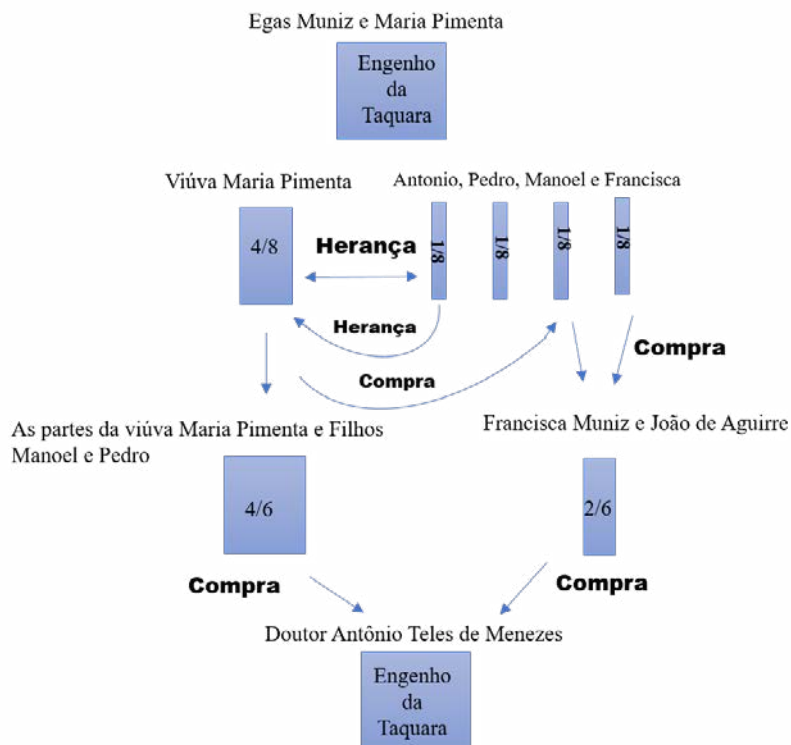 Egas Muniz e Maria Pimenta
Engenho
da
Taquara
Viúva Maria Pimenta
Antonio, Pedro, Manoel e Francisca
4/8
Herança
1/8
1/8
1/8
1/8
Herança
Compra
Compra
As partes da viúva Maria Pimenta e Filhos
Manoel e Pedro
Francisca Muniz e João de Aguirre
4/6
2/6
Compra
Compra
Doutor Antônio Teles de Menezes
Engenho
da
Taquara